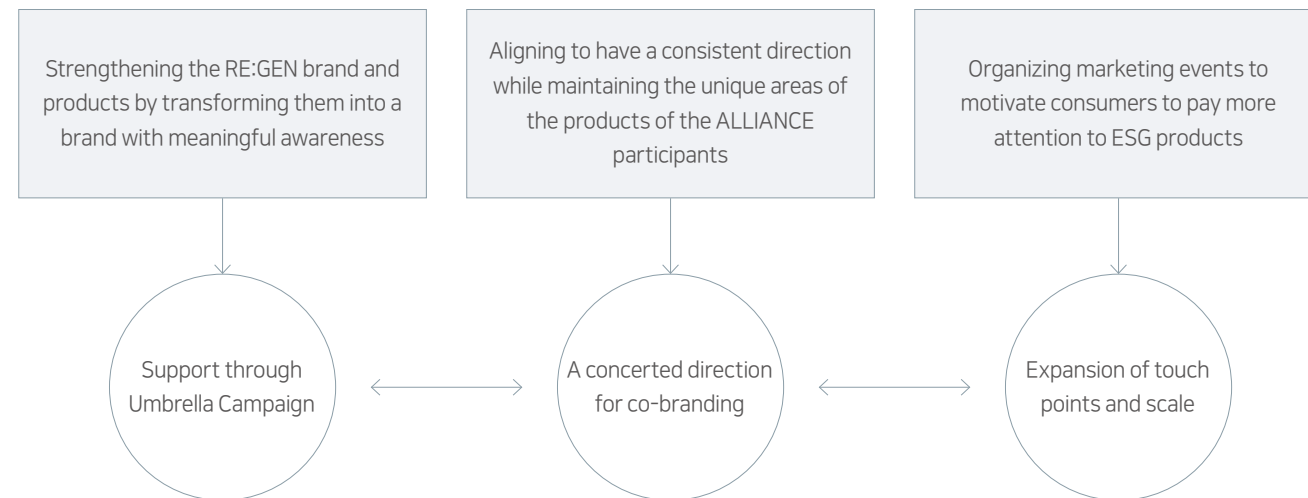 Strengthening the RE:GEN brand and
products by transforming them into a
brand with meaningful awareness
Aligning to have a consistent direction
while maintaining the unique areas of
the products of the ALLIANCE
participants
Organizing marketing events to
motivate consumers to pay more
attention to ESG products
Support through
Umbrella Campaign
A concerted direction
for co-branding
Expansion of touch
points and scale